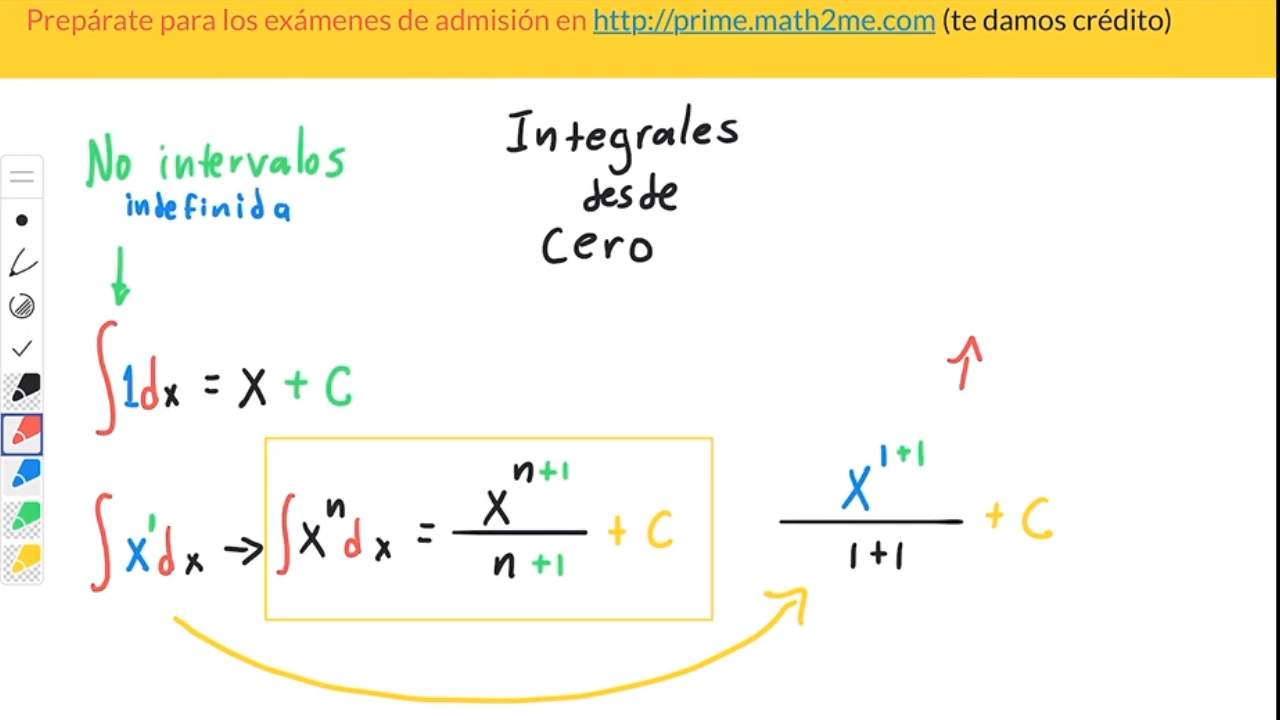 Prepárate para los exámenes de admisión en http://prime.math2me.com (te damos crédito)
Integrales
desde
Cero
No intervalos
indefinida
∫1dx = x + C
∫x¹dx → ∫xⁿdx = xⁿ⁺¹/(n+1) + C
x¹⁺¹/(1+1) + C